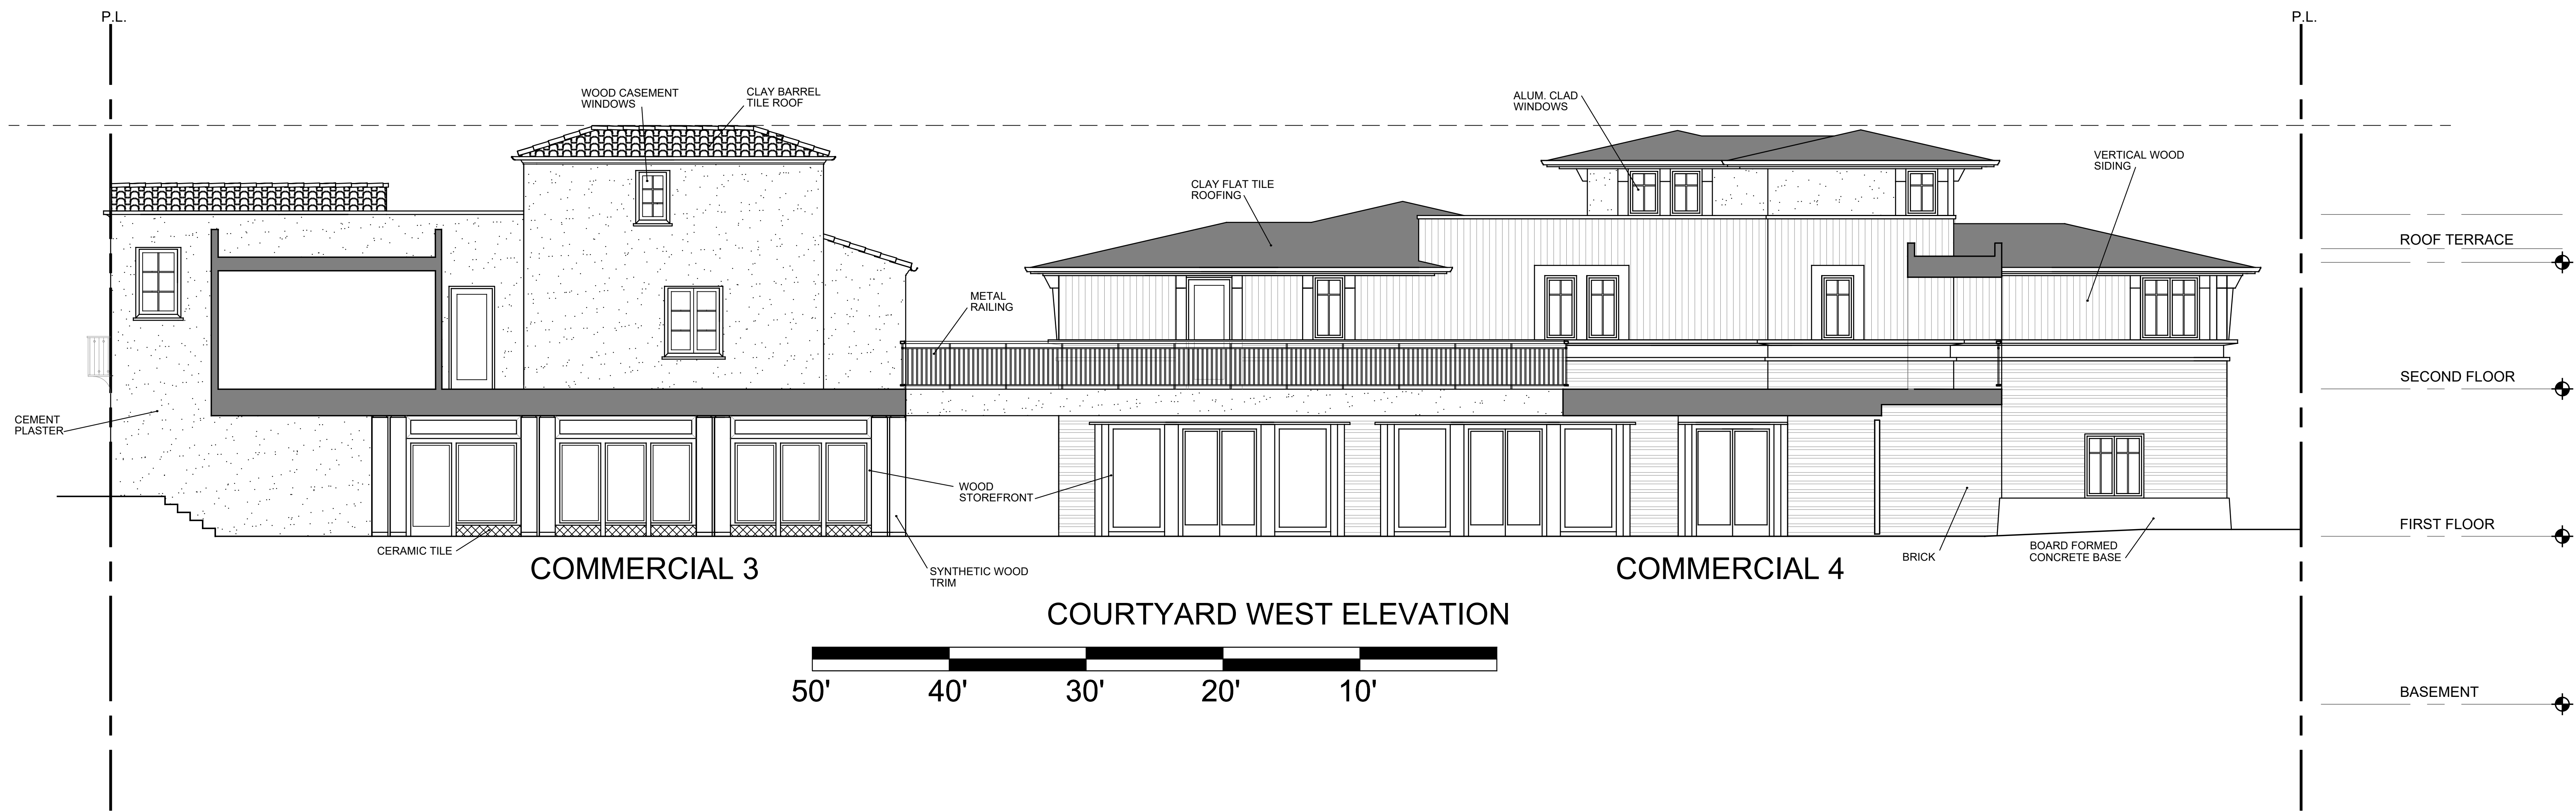 P.L.
P.L.
WOOD CASEMENT
WINDOWS
CLAY BARREL
TILE ROOF
ALUM. CLAD
WINDOWS
VERTICAL WOOD
SIDING
CLAY FLAT TILE
ROOFING
ROOF TERRACE
METAL
RAILING
SECOND FLOOR
CEMENT
PLASTER
WOOD
STOREFRONT
FIRST FLOOR
CERAMIC TILE
BRICK
BOARD FORMED
CONCRETE BASE
SYNTHETIC WOOD
TRIM
COMMERCIAL 3
COMMERCIAL 4
COURTYARD WEST ELEVATION
50' 40' 30' 20' 10'
BASEMENT